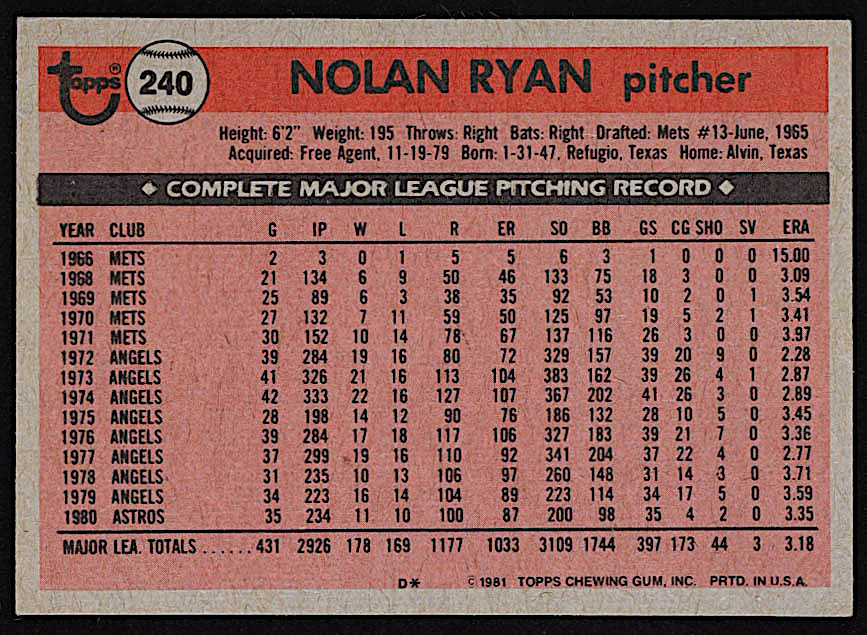 Topps® 240 NOLAN RYAN pitcher
Height: 6'2" Weight: 195 Throws: Right Bats: Right Drafted: Mets #13-June, 1965
Acquired: Free Agent, 11-19-79 Born: 1-31-47, Refugio, Texas Home: Alvin, Texas
◆ COMPLETE MAJOR LEAGUE PITCHING RECORD ◆
YEAR CLUB G IP W L R ER SO BB GS CG SHO SV ERA
1966 METS 2 3 0 1 5 5 6 3 1 0 0 0 15.00
1968 METS 21 134 6 9 50 46 133 75 18 3 0 0 3.09
1969 METS 25 89 6 3 38 35 92 53 10 2 0 1 3.54
1970 METS 27 132 7 11 59 50 125 97 19 5 2 1 3.41
1971 METS 30 152 10 14 78 67 137 116 26 3 0 0 3.97
1972 ANGELS 39 284 19 16 80 72 329 157 39 20 9 0 2.28
1973 ANGELS 41 326 21 16 113 104 383 162 39 26 4 1 2.87
1974 ANGELS 42 333 22 16 127 107 367 202 41 26 3 0 2.89
1975 ANGELS 28 198 14 12 90 76 186 132 28 10 5 0 3.45
1976 ANGELS 39 284 17 18 117 106 327 183 39 21 7 0 3.36
1977 ANGELS 37 299 19 16 110 92 341 204 37 22 4 0 2.77
1978 ANGELS 31 235 10 13 106 97 260 148 31 14 3 0 3.71
1979 ANGELS 34 223 16 14 104 89 223 114 34 17 5 0 3.59
1980 ASTROS 35 234 11 10 100 87 200 98 35 4 2 0 3.35
MAJOR LEA. TOTALS ...... 431 2926 178 169 1177 1033 3109 1744 397 173 44 3 3.18
D* © 1981 TOPPS CHEWING GUM, INC. PRTD. IN U.S.A.